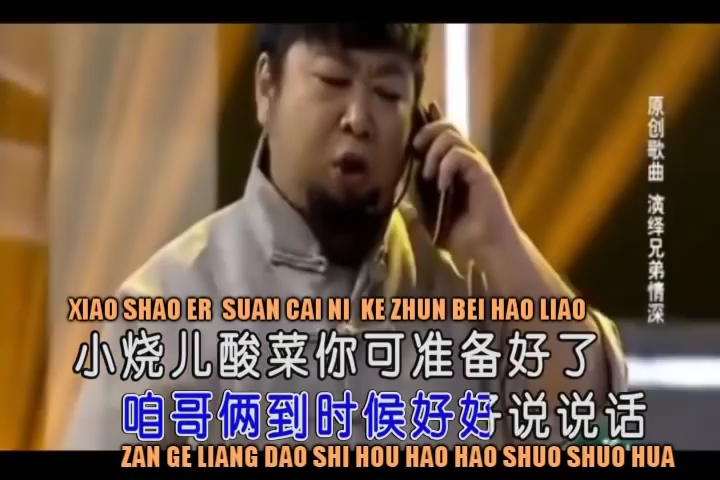 原创歌曲 演绎兄弟情深
XIAO SHAO ER SUAN CAI NI KE ZHUN BEI HAO LIAO
小烧儿酸菜你可准备好了
咱哥俩到时候好好说说话
ZAN GE LIANG DAO SHI HOU HAO HAO SHUO SHUO HUA